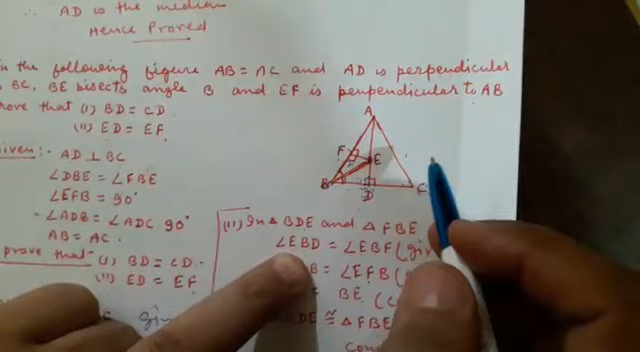 ∴ AD is the median
Hence Proved
In the following figure AB = AC and AD is perpendicular
BC, BE bisects angle B and EF is perpendicular to AB
prove that (i) BD = CD
(ii) ED = EF
Given:- AD ⊥ BC
∠DBE = ∠FBE
∠EFB = 90°
∠ADB = ∠ADC 90°
AB = AC.
prove that (i) BD = CD.
(ii) ED = EF
A
F
E
B
D
C
(ii) In Δ BDE and Δ FBE
∠EBD = ∠EBF (
B = ∠EFB (
= BE (
DE ≅ Δ FBE